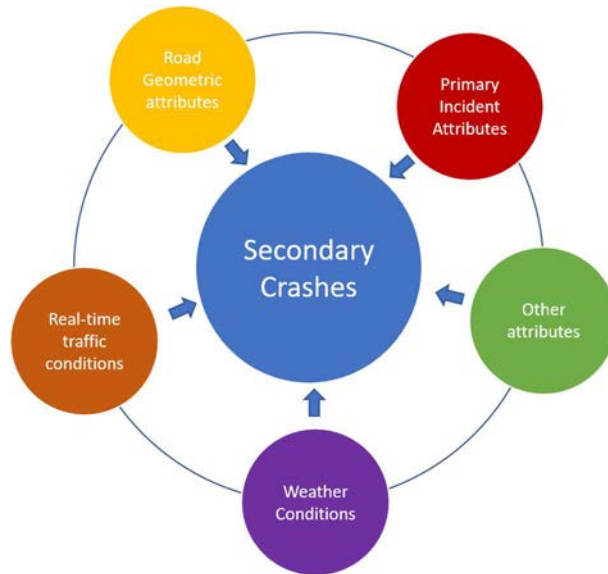 Road
Geometric
attributes
Primary
Incident
Attributes
Secondary
Crashes
Real-time
traffic
conditions
Other
attributes
Weather
Conditions